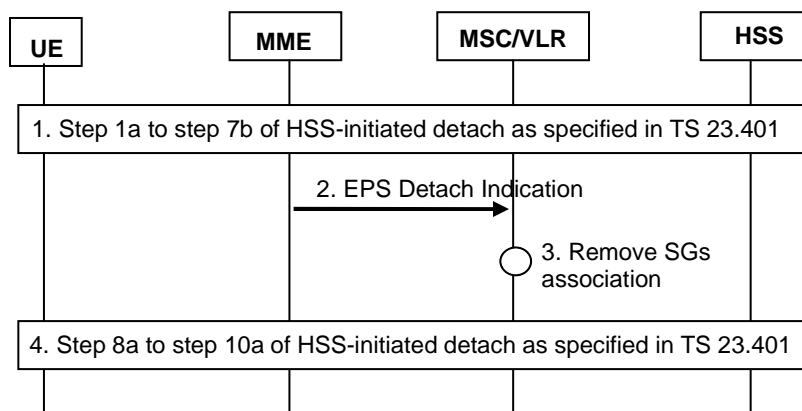 UE
MME
MSC/VLR
HSS
1. Step 1a to step 7b of HSS-initiated detach as specified in TS 23.401
2. EPS Detach Indication
3. Remove SGs
association
4. Step 8a to step 10a of HSS-initiated detach as specified in TS 23.401